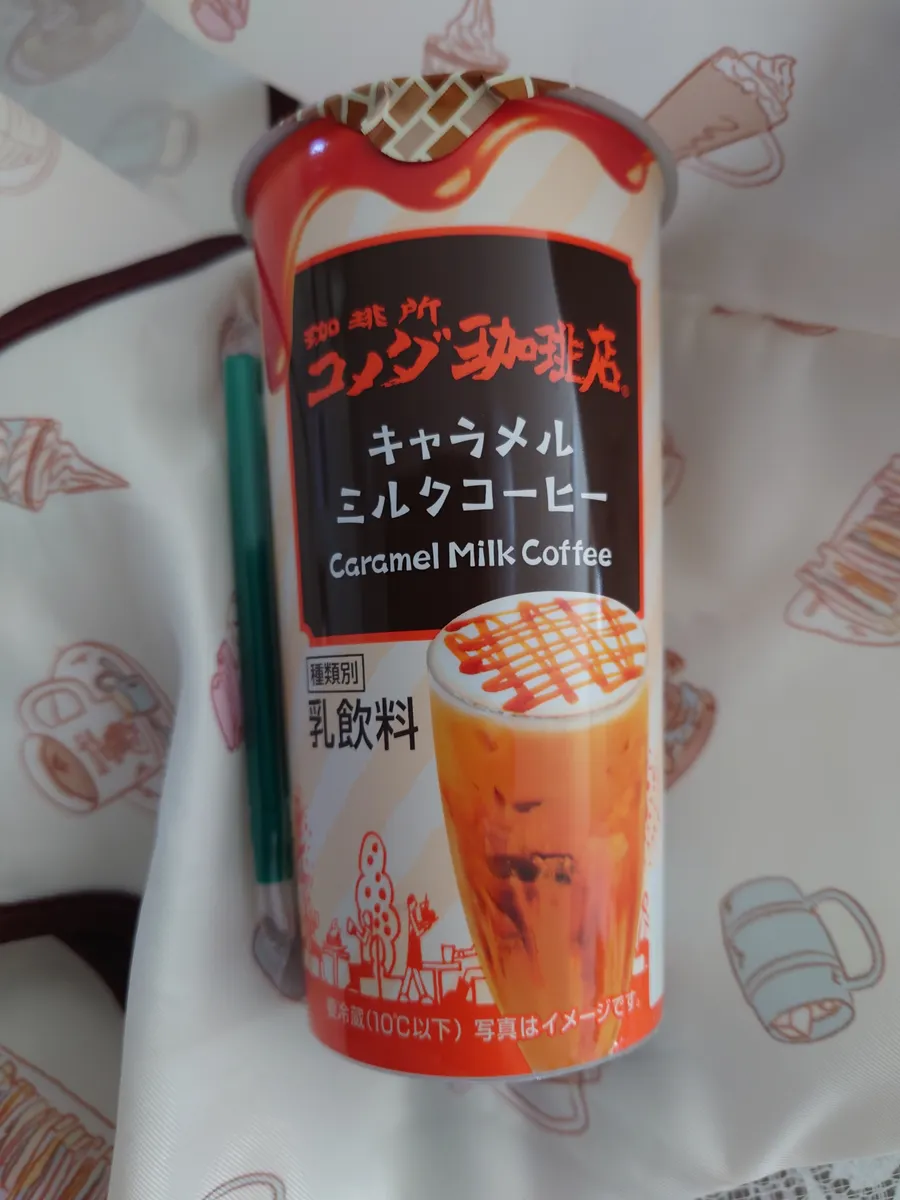 珈琲所
コメダ珈琲店®
キャラメル
ミルクコーヒー
Caramel Milk Coffee
種類別
乳飲料
要冷蔵(10℃以下) 写真はイメージです。